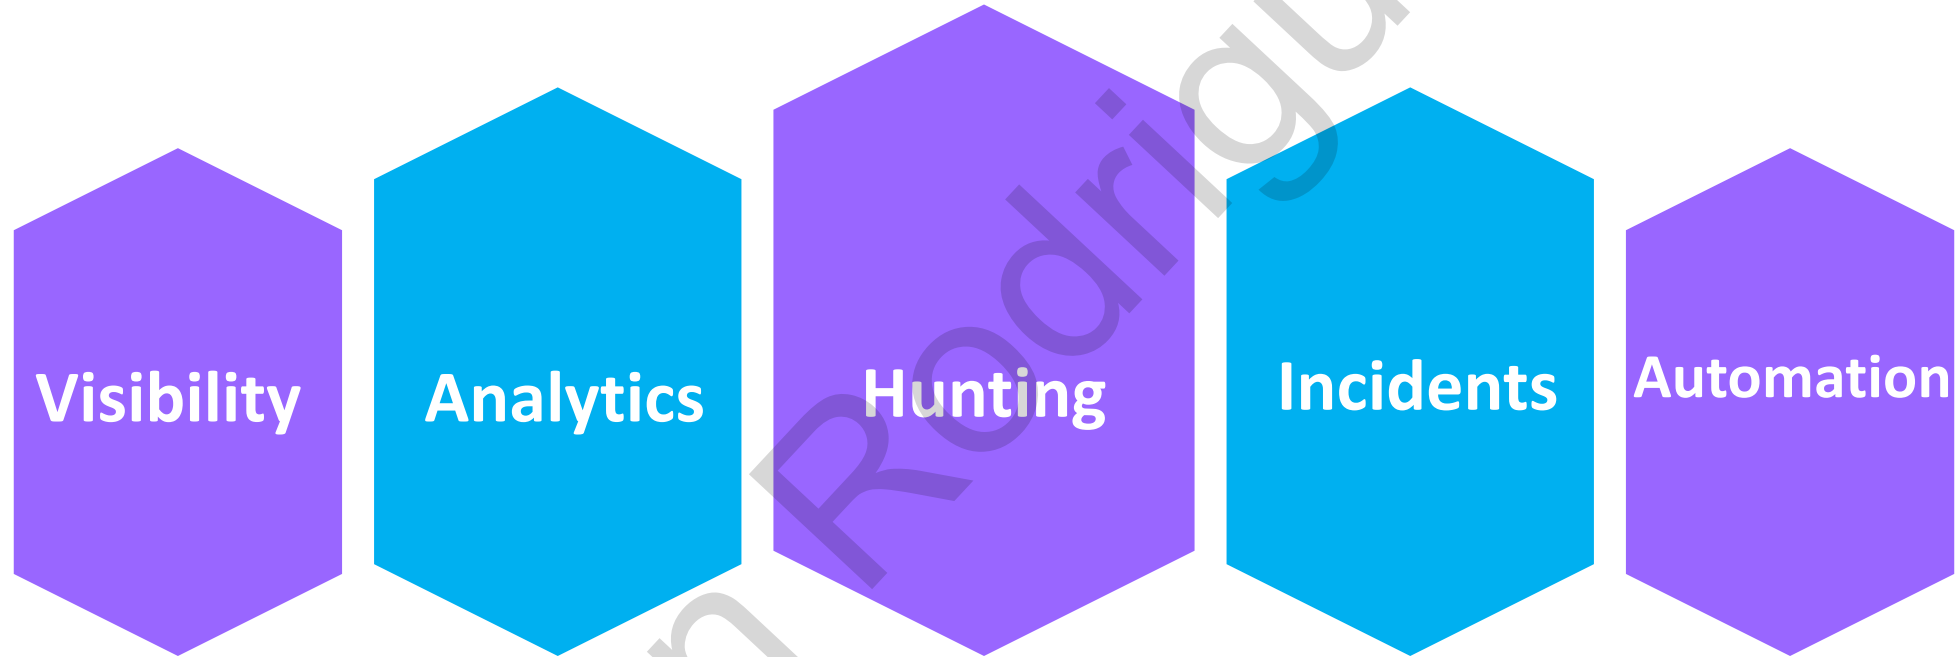 Visibility
Analytics
Hunting
Incidents
Automation